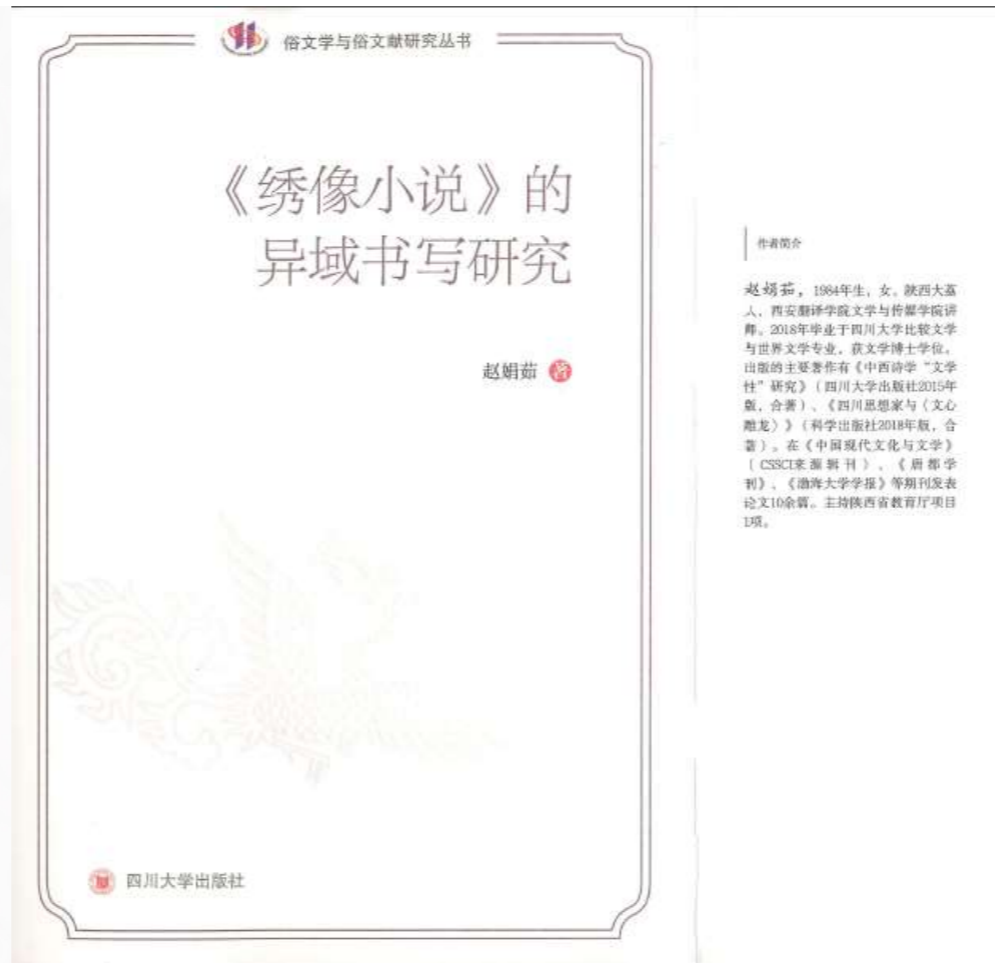 俗文学与俗文献研究丛书
《绣像小说》的
异域书写研究
赵娟茹 著
四川大学出版社
作者简介
赵娟茹，1984年生，女。陕西大荔
人，西安翻译学院文学与传媒学院讲
师。2018年毕业于四川大学比较文学
与世界文学专业，获文学博士学位。
出版的主要著作有《中西诗学“文学
性”研究》（四川大学出版社2015年
版，合著）、《四川思想家与〈文心
雕龙〉》（科学出版社2018年版，合
著）。在《中国现代文化与文学》
（CSSCI来源辑刊）、《唐都学
刊》、《渤海大学学报》等期刊发表
论文10余篇。主持陕西省教育厅项目
1项。